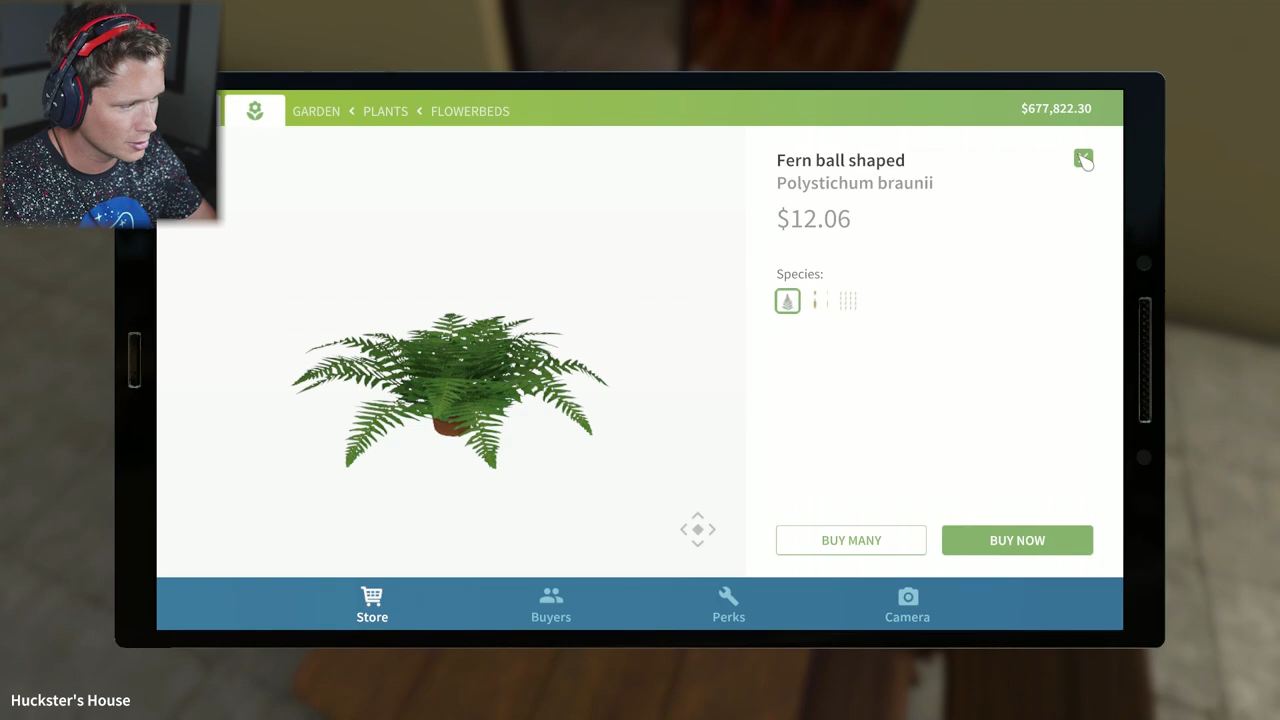 GARDEN < PLANTS < FLOWERBEDS
$677,822.30
Fern ball shaped
Polystichum braunii
$12.06
Species:
BUY MANY
BUY NOW
Store
Buyers
Perks
Camera
Huckster's House